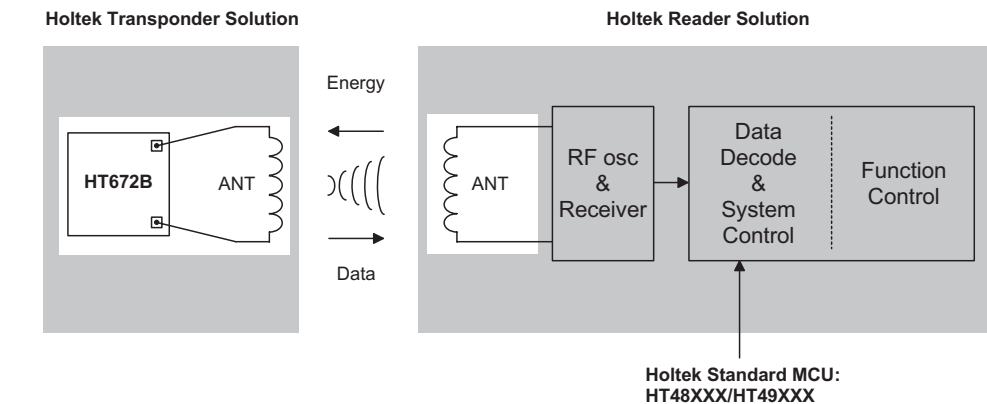 Holtek Transponder Solution
Holtek Reader Solution
HT672B
ANT
Energy
Data
ANT
RF osc
&
Receiver
Data
Decode
&
System
Control
Function
Control
Holtek Standard MCU:
HT48XXX/HT49XXX